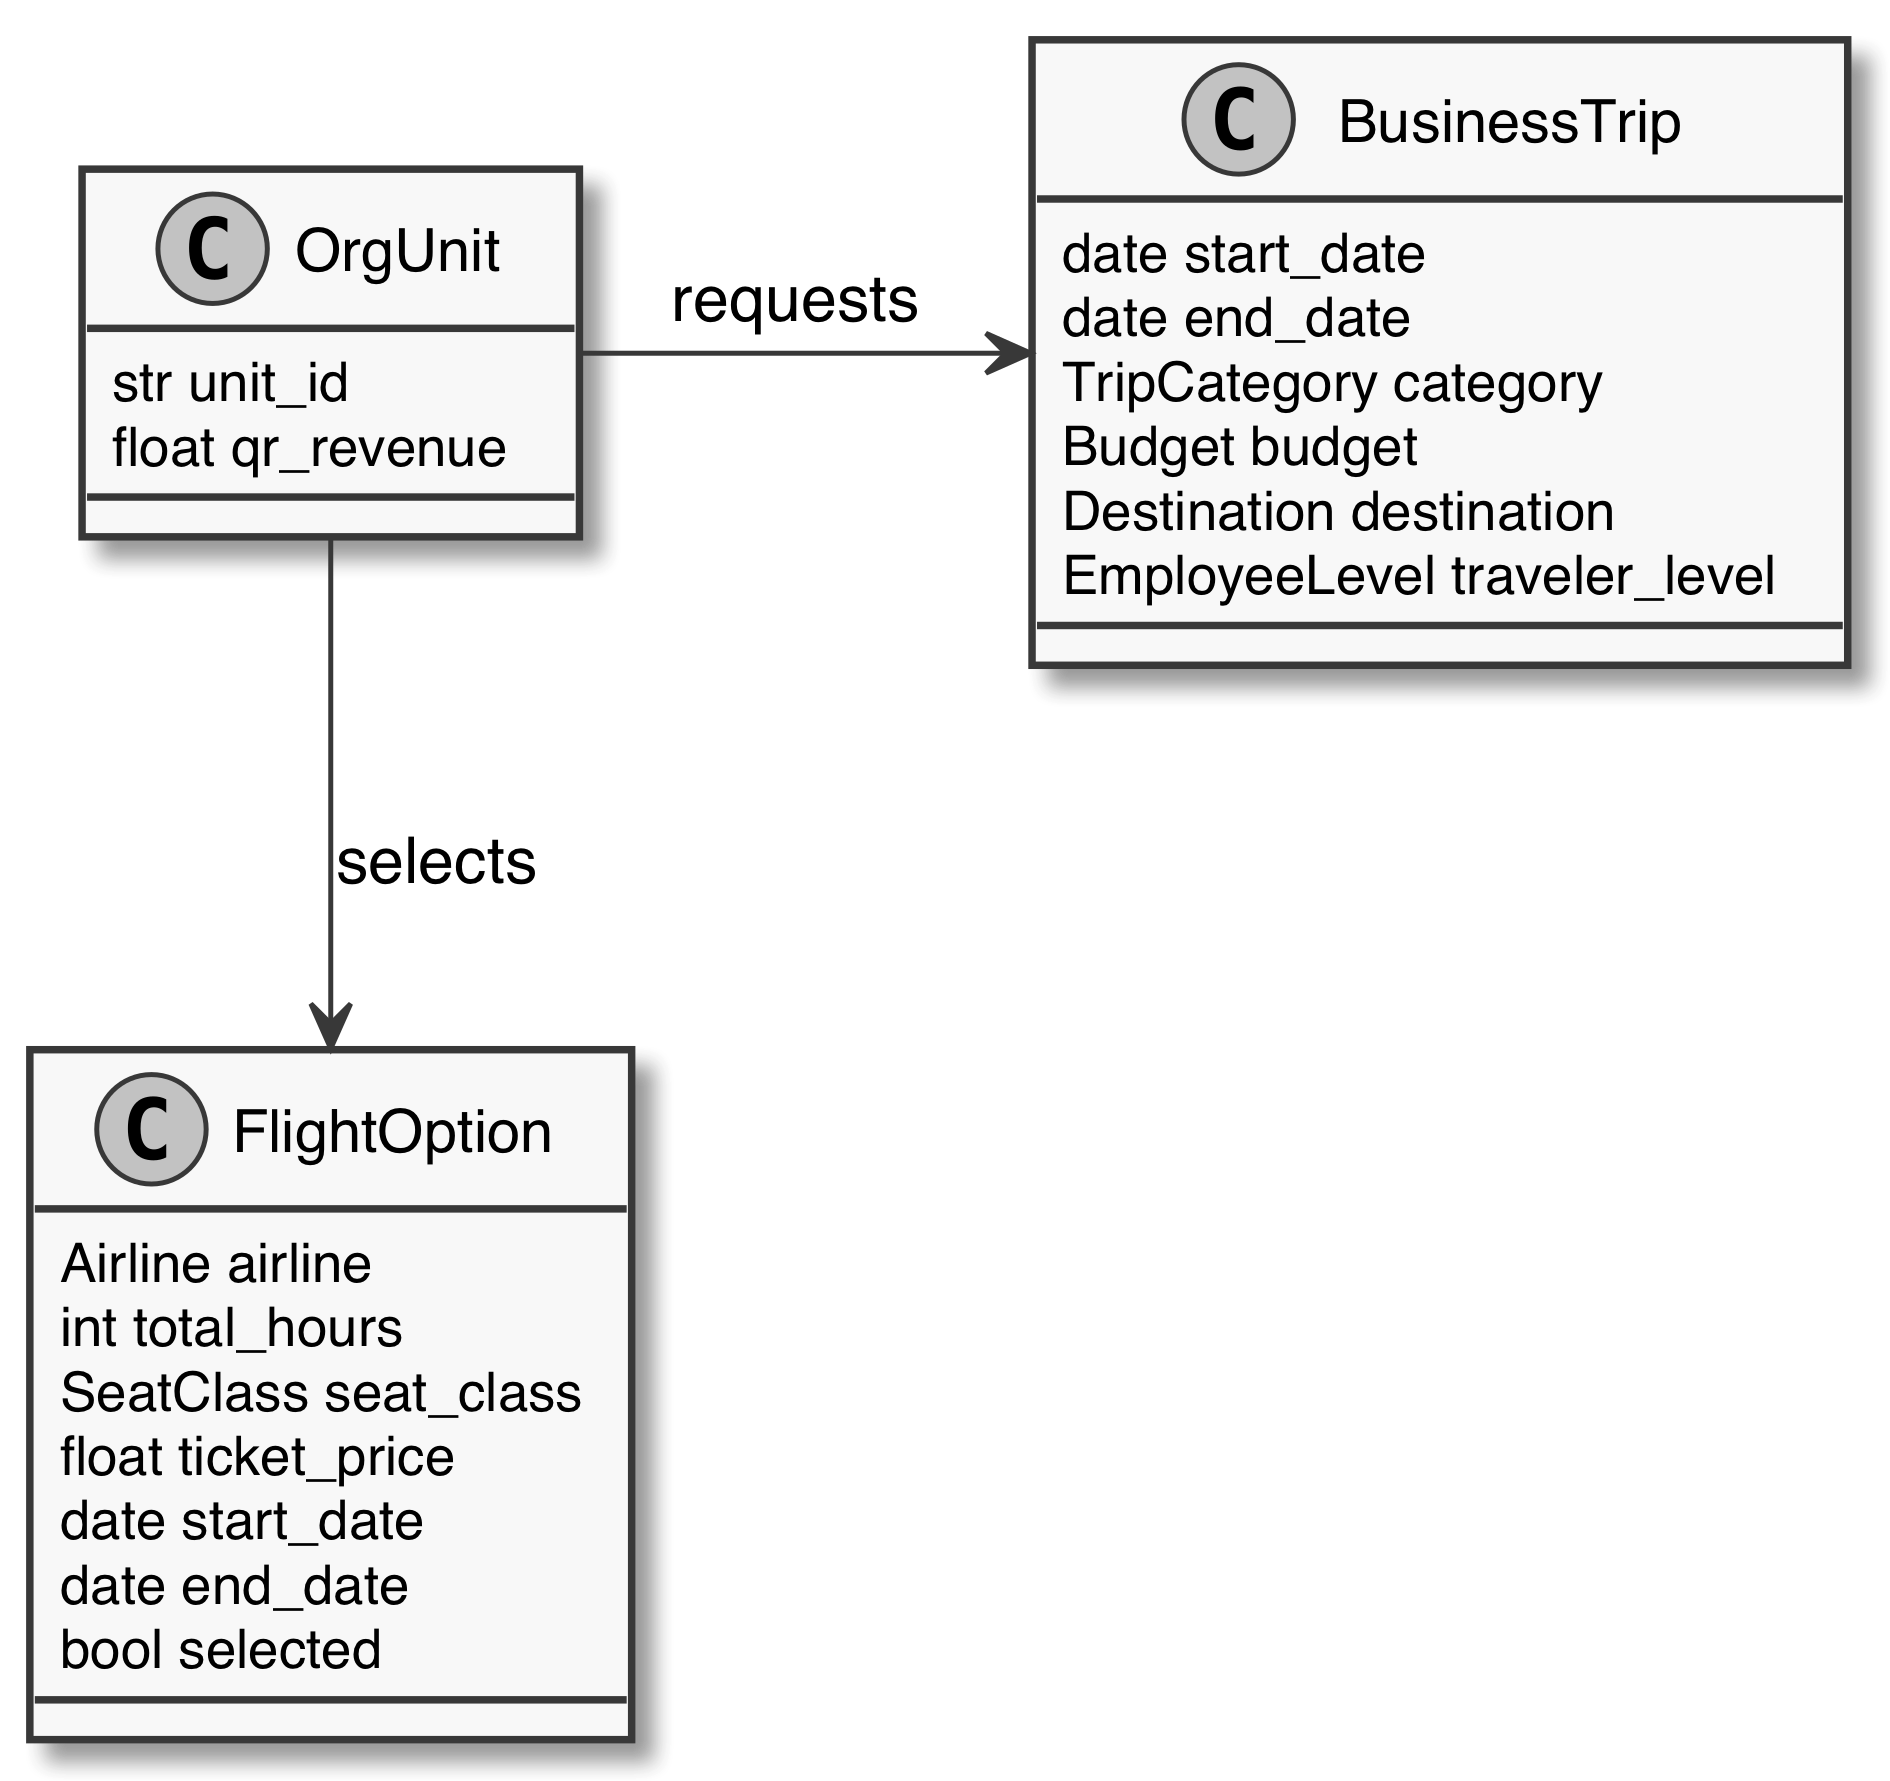 C OrgUnit
str unit_id
float qr_revenue
requests
C BusinessTrip
date start_date
date end_date
TripCategory category
Budget budget
Destination destination
EmployeeLevel traveler_level
selects
C FlightOption
Airline airline
int total_hours
SeatClass seat_class
float ticket_price
date start_date
date end_date
bool selected